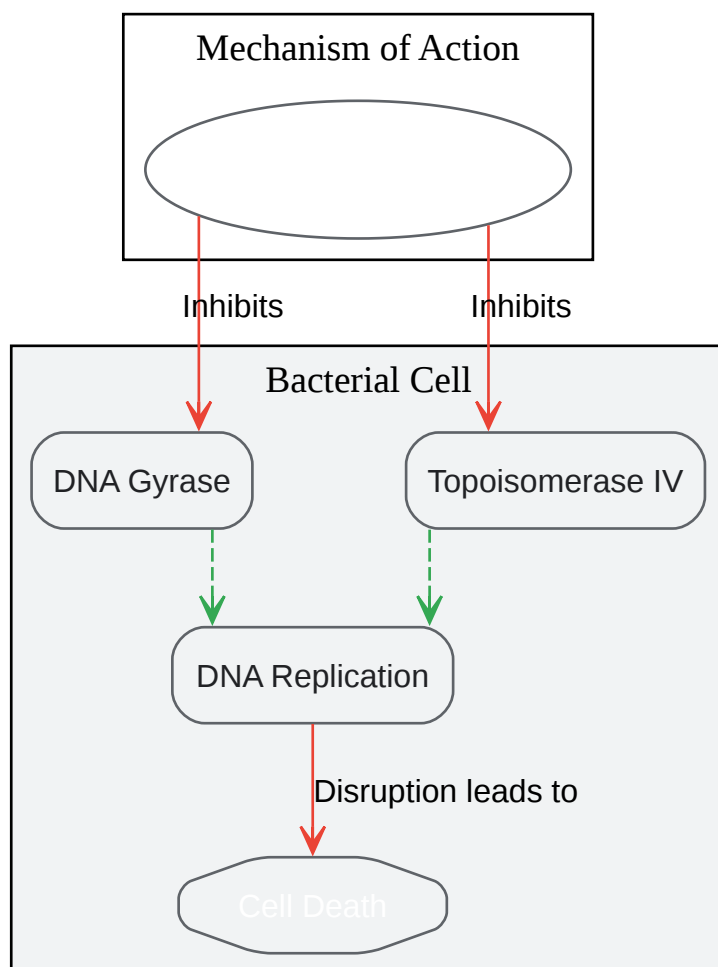 Mechanism of Action
Inhibits
Inhibits
Bacterial Cell
DNA Gyrase
Topoisomerase IV
DNA Replication
Disruption leads to
Cell Death